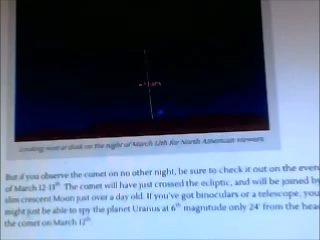 Looking west at dusk on the night of March 12th for North American viewers.
But if you observe the comet on no other night, be sure to check it out on the even
of March 12-13th. The comet will have just crossed the ecliptic, and will be joined by
slim crescent Moon just over a day old. If you've got binoculars or a telescope, you
might just be able to spy the planet Uranus at 6th magnitude only 24' from the head
the comet on March 12th.